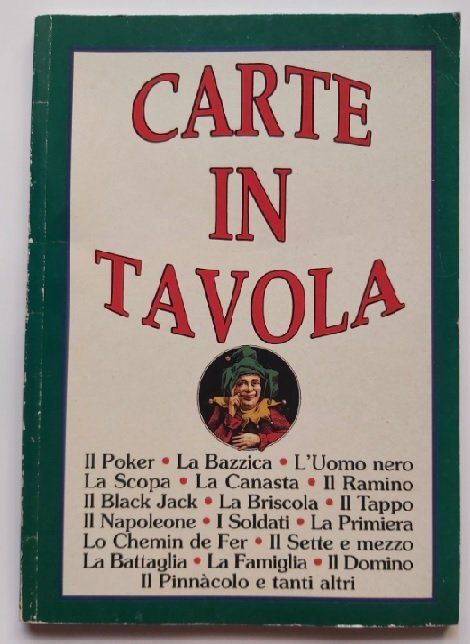 CARTE
IN
TAVOLA
Il Poker • La Bazzica • L'Uomo nero
La Scopa • La Canasta • Il Ramino
Il Black Jack • La Briscola • Il Tappo
Il Napoleone • I Soldati • La Primiera
Lo Chemin de Fer • Il Sette e mezzo
La Battaglia • La Famiglia • Il Domino
Il Pinnàcolo e tanti altri